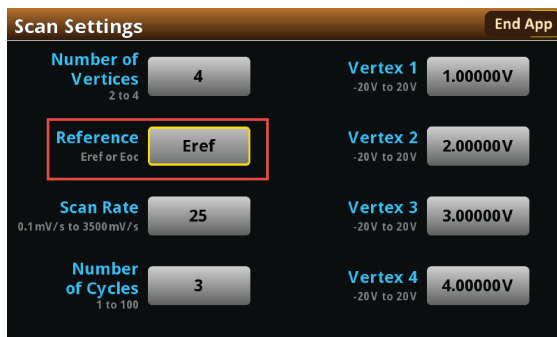 Scan Settings
End App
Number of
Vertices
2 to 4
4
Vertex 1
-20V to 20V
1.00000V
Reference
Eref or Eoc
Eref
Vertex 2
-20V to 20V
2.00000V
Scan Rate
0.1mV/s to 3500mV/s
25
Vertex 3
-20V to 20V
3.00000V
Number
of Cycles
1 to 100
3
Vertex 4
-20V to 20V
4.00000V